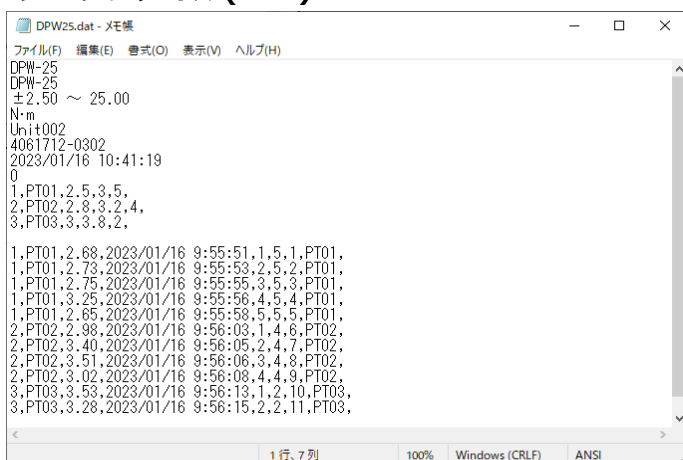 DPW25.dat - メモ帳
ファイル(F) 編集(E) 書式(O) 表示(V) ヘルプ(H)
DPW-25
DPW-25
±2.50 ～ 25.00
N・m
Unit002
4061712-0302
2023/01/16 10:41:19
0
1,PT01,2.5,3,5,
2,PT02,2.8,3.2,4,
3,PT03,3,3.8,2,
1,PT01,2.68,2023/01/16 9:55:51,1,5,1,PT01,
1,PT01,2.73,2023/01/16 9:55:53,2,5,2,PT01,
1,PT01,2.75,2023/01/16 9:55:55,3,5,3,PT01,
1,PT01,3.25,2023/01/16 9:55:56,4,5,4,PT01,
1,PT01,2.65,2023/01/16 9:55:58,5,5,5,PT01,
2,PT02,2.98,2023/01/16 9:56:03,1,4,6,PT02,
2,PT02,3.40,2023/01/16 9:56:05,2,4,7,PT02,
2,PT02,3.51,2023/01/16 9:56:06,3,4,8,PT02,
2,PT02,3.02,2023/01/16 9:56:08,4,4,9,PT02,
3,PT03,3.53,2023/01/16 9:56:13,1,2,10,PT03,
3,PT03,3.28,2023/01/16 9:56:15,2,2,11,PT03,
1行、7列 100% Windows (CRLF) ANSI